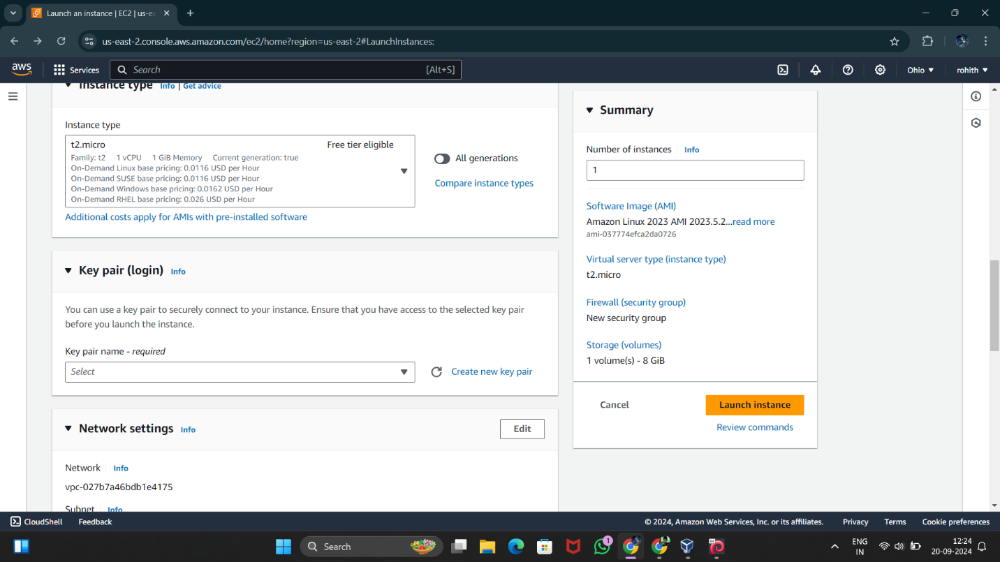 Launch an instance | EC2 | us-ea
us-east-2.console.aws.amazon.com/ec2/home?region=us-east-2#LaunchInstances:
aws
Services
Search
[Alt+S]
Ohio
rohith
Instance type
Info | Get advice
Instance type
t2.micro
Free tier eligible
Family: t2 1 vCPU 1 GiB Memory Current generation: true
On-Demand Linux base pricing: 0.0116 USD per Hour
On-Demand SUSE base pricing: 0.0116 USD per Hour
On-Demand Windows base pricing: 0.0162 USD per Hour
On-Demand RHEL base pricing: 0.026 USD per Hour
All generations
Compare instance types
Additional costs apply for AMIs with pre-installed software
Key pair (login) Info
You can use a key pair to securely connect to your instance. Ensure that you have access to the selected key pair
before you launch the instance.
Key pair name - required
Select
Create new key pair
Network settings Info
Edit
Network Info
vpc-027b7a46bdb1e4175
Subnet Info
Summary
Number of instances Info
1
Software Image (AMI)
Amazon Linux 2023 AMI 2023.5.2...read more
ami-037774efca2da0726
Virtual server type (instance type)
t2.micro
Firewall (security group)
New security group
Storage (volumes)
1 volume(s) - 8 GiB
Cancel
Launch instance
Review commands
CloudShell
Feedback
© 2024, Amazon Web Services, Inc. or its affiliates.
Privacy
Terms
Cookie preferences
Search
1
ENG
IN
12:24
20-09-2024